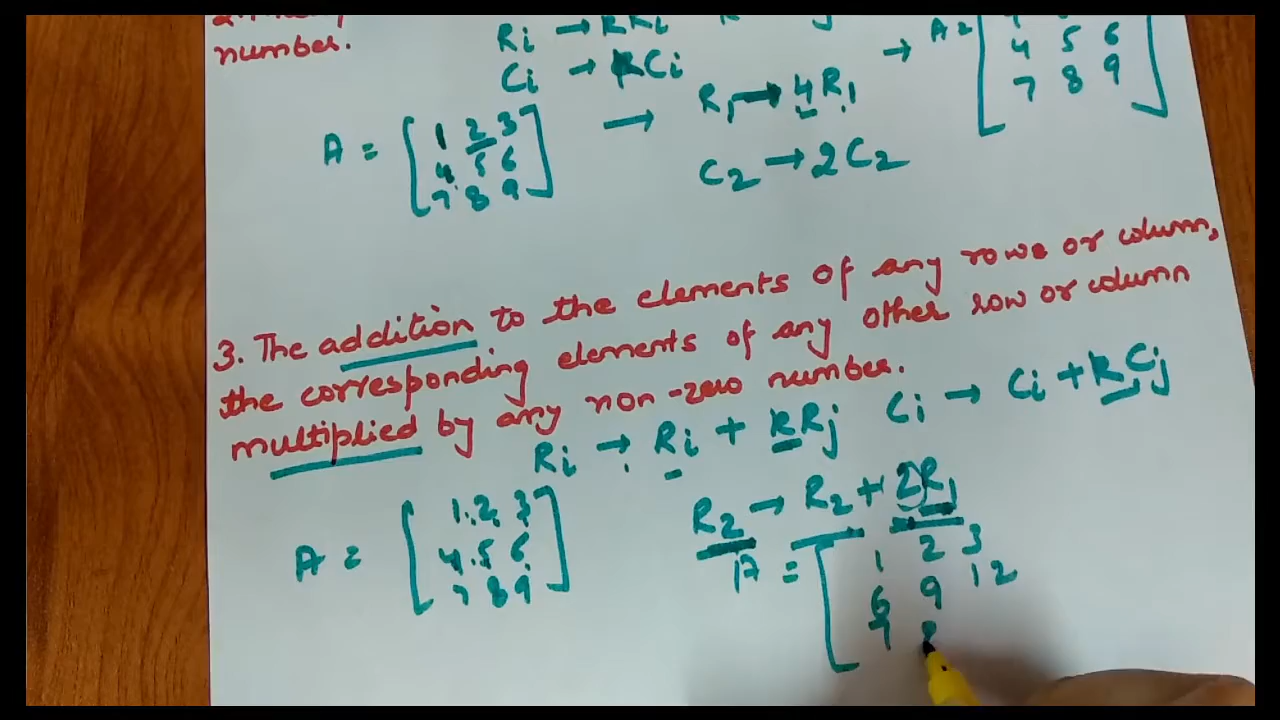 number.
Ri → kRi
Ci → kCi
A = [ 1 2 3
4 5 6
7 8 9 ]
→ R1 → 4R1
C2 → 2C2
→ A =
4 5 6
7 8 9
3. The addition to the elements of any rows or column,
the corresponding elements of any other row or column
multiplied by any non-zero number.
Ri → Ri + kRj Ci → Ci + kCj
A = [ 1 2 3
4 5 6
7 8 9 ]
R2 → R2 + 2R1
A = [ 1 2 3
6 9 12
7 8